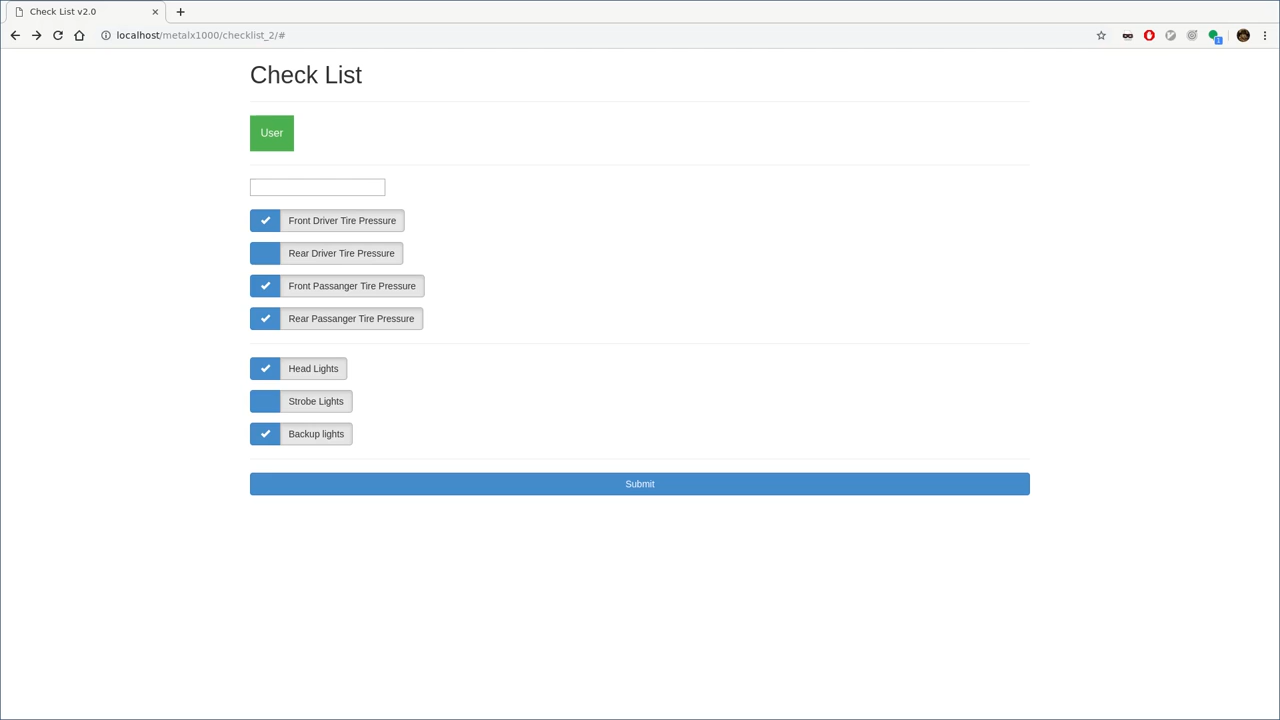 Check List v2.0
localhost/metalx1000/checklist_2/#
1
Check List
User
Front Driver Tire Pressure
Rear Driver Tire Pressure
Front Passanger Tire Pressure
Rear Passanger Tire Pressure
Head Lights
Strobe Lights
Backup lights
Submit